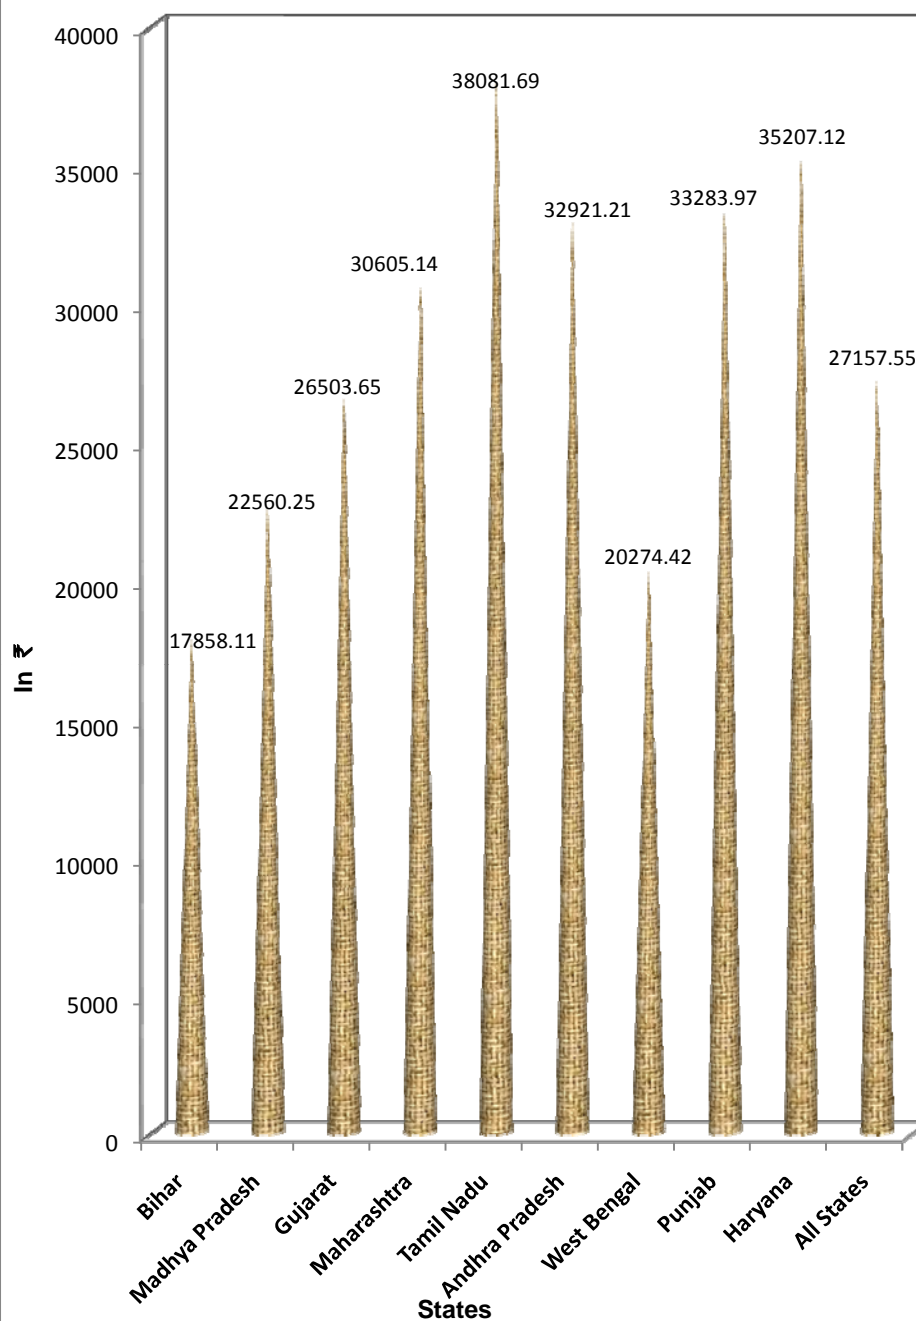 40000
35000
30000
25000
20000
15000
10000
5000
0
In ₹
17858.11
22560.25
26503.65
30605.14
38081.69
32921.21
20274.42
33283.97
35207.12
27157.55
Bihar
Madhya Pradesh
Gujarat
Maharashtra
Tamil Nadu
Andhra Pradesh
West Bengal
Punjab
Haryana
All States
States